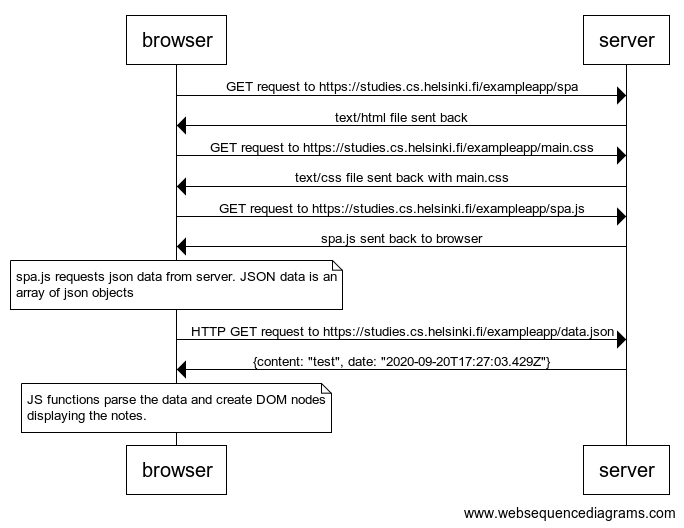 browser server
GET request to https://studies.cs.helsinki.fi/exampleapp/spa
text/html file sent back
GET request to https://studies.cs.helsinki.fi/exampleapp/main.css
text/css file sent back with main.css
GET request to https://studies.cs.helsinki.fi/exampleapp/spa.js
spa.js sent back to browser
spa.js requests json data from server. JSON data is an
array of json objects
HTTP GET request to https://studies.cs.helsinki.fi/exampleapp/data.json
{content: "test", date: "2020-09-20T17:27:03.429Z"}
JS functions parse the data and create DOM nodes
displaying the notes.
browser server
www.websequencediagrams.com